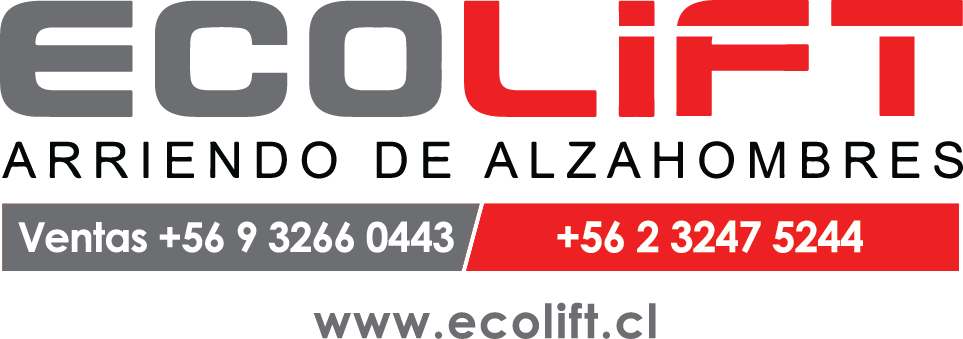 ECOLiFT
ARRIENDO DE ALZAHOMBRES
Ventas +56 9 3266 0443 +56 2 3247 5244
www.ecolift.cl